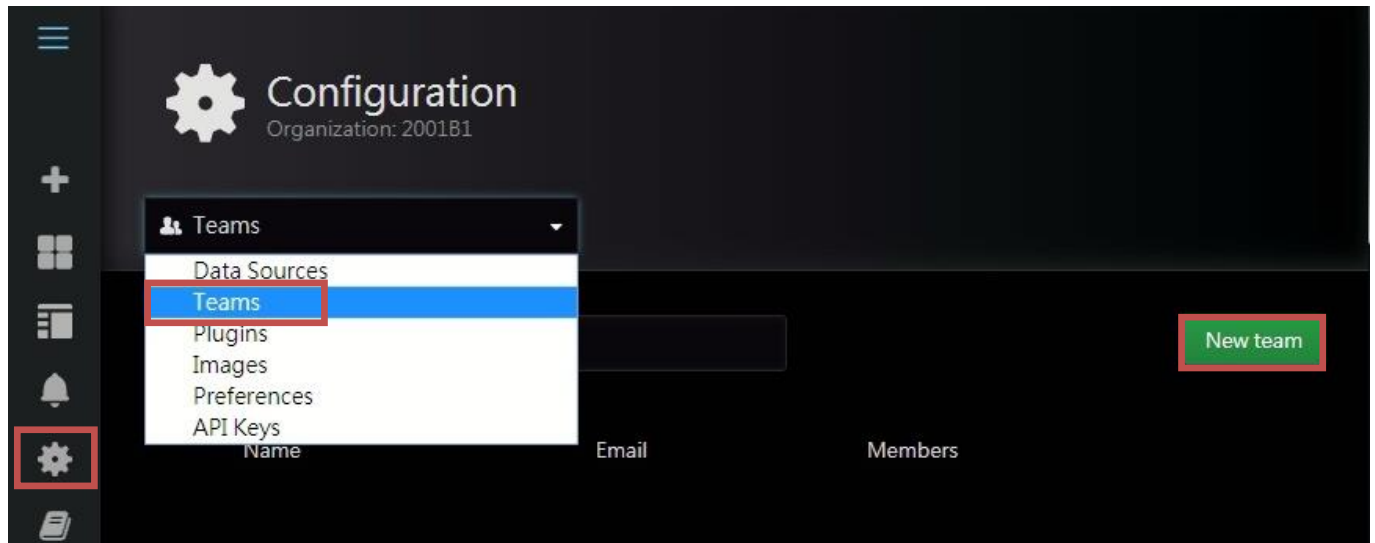 Configuration
Organization: 2001B1
Teams
Data Sources
Teams
Plugins
Images
Preferences
API Keys
New team
Name Email Members